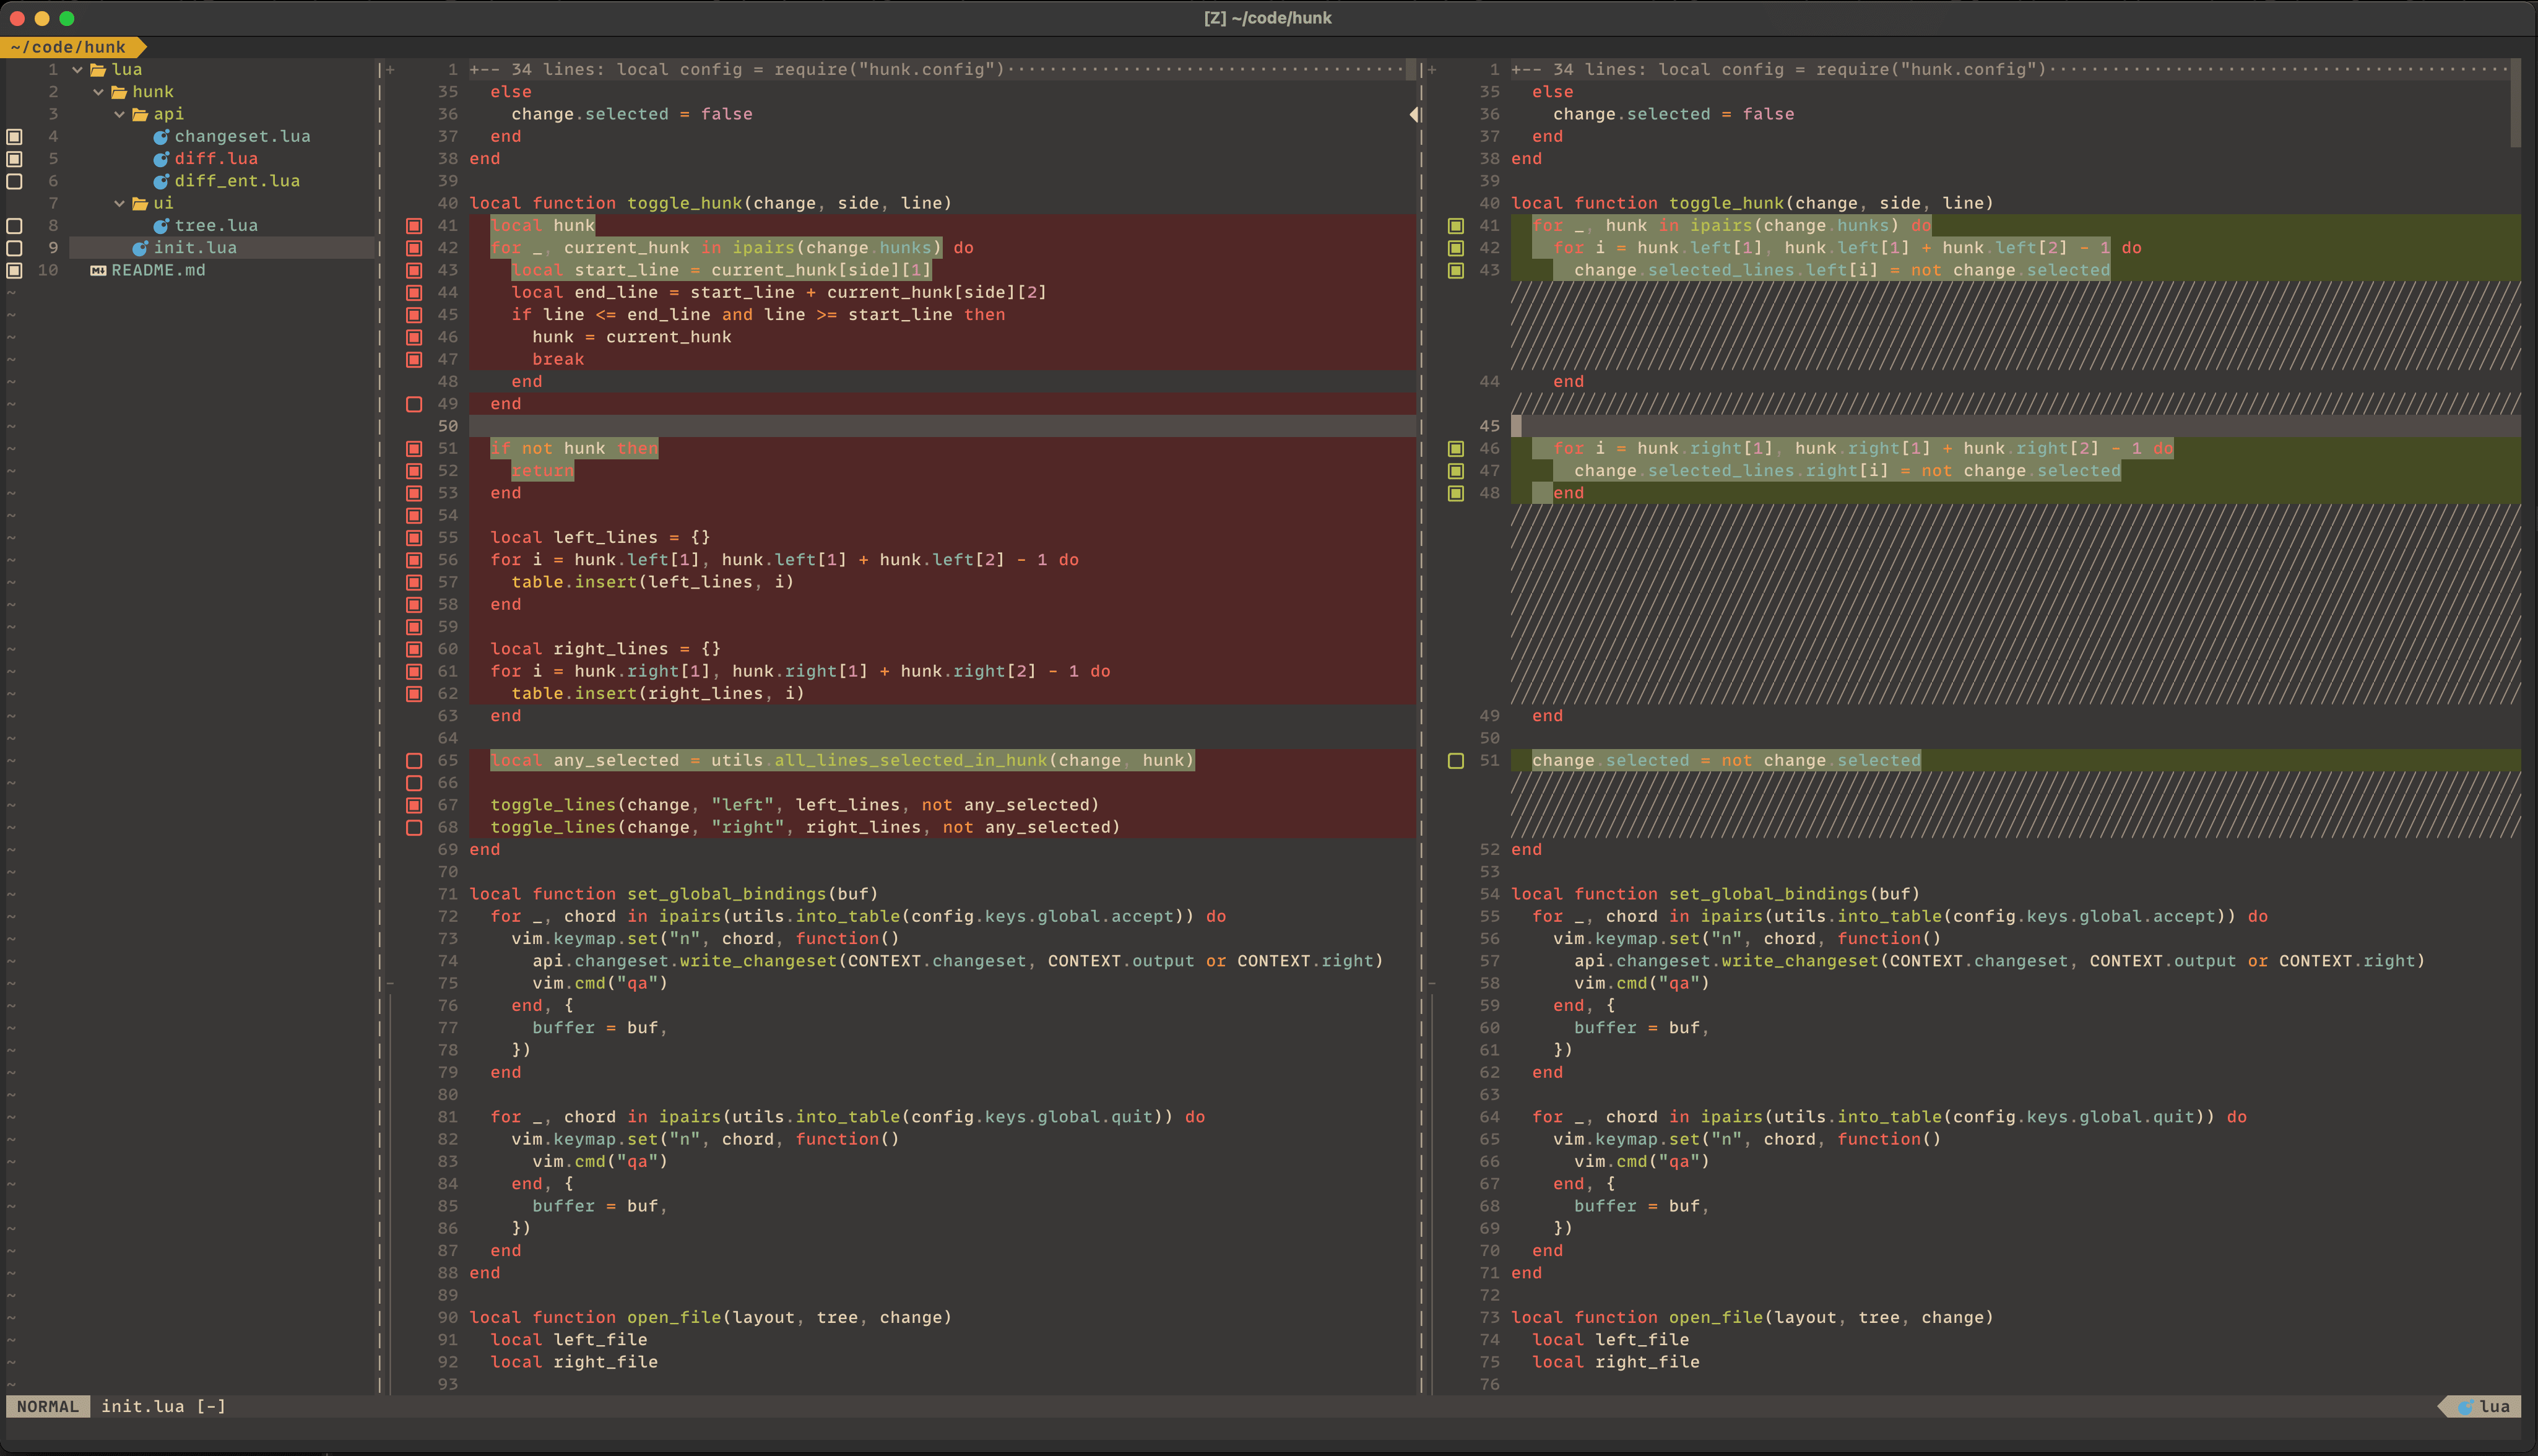 [Z] ~/code/hunk
~/code/hunk
1 lua
2 hunk
3 api
4 changeset.lua
5 diff.lua
6 diff_ent.lua
7 ui
8 tree.lua
9 init.lua
10 README.md
+ 1 +-- 34 lines: local config = require("hunk.config")
35 else
36 change.selected = false
37 end
38 end
39
40 local function toggle_hunk(change, side, line)
41 local hunk
42 for _, current_hunk in ipairs(change.hunks) do
43 local start_line = current_hunk[side][1]
44 local end_line = start_line + current_hunk[side][2]
45 if line <= end_line and line >= start_line then
46 hunk = current_hunk
47 break
48 end
49 end
50
51 if not hunk then
52 return
53 end
54
55 local left_lines = {}
56 for i = hunk.left[1], hunk.left[1] + hunk.left[2] - 1 do
57 table.insert(left_lines, i)
58 end
59
60 local right_lines = {}
61 for i = hunk.right[1], hunk.right[1] + hunk.right[2] - 1 do
62 table.insert(right_lines, i)
63 end
64
65 local any_selected = utils.all_lines_selected_in_hunk(change, hunk)
66
67 toggle_lines(change, "left", left_lines, not any_selected)
68 toggle_lines(change, "right", right_lines, not any_selected)
69 end
70
71 local function set_global_bindings(buf)
72 for _, chord in ipairs(utils.into_table(config.keys.global.accept)) do
73 vim.keymap.set("n", chord, function()
74 api.changeset.write_changeset(CONTEXT.changeset, CONTEXT.output or CONTEXT.right)
75 vim.cmd("qa")
76 end, {
77 buffer = buf,
78 })
79 end
80
81 for _, chord in ipairs(utils.into_table(config.keys.global.quit)) do
82 vim.keymap.set("n", chord, function()
83 vim.cmd("qa")
84 end, {
85 buffer = buf,
86 })
87 end
88 end
89
90 local function open_file(layout, tree, change)
91 local left_file
92 local right_file
93
+ 1 +-- 34 lines: local config = require("hunk.config")
35 else
36 change.selected = false
37 end
38 end
39
40 local function toggle_hunk(change, side, line)
41 for _, hunk in ipairs(change.hunks) do
42 for i = hunk.left[1], hunk.left[1] + hunk.left[2] - 1 do
43 change.selected_lines.left[i] = not change.selected
44 end
45
46 for i = hunk.right[1], hunk.right[1] + hunk.right[2] - 1 do
47 change.selected_lines.right[i] = not change.selected
48 end
49 end
50
51 change.selected = not change.selected
52 end
53
54 local function set_global_bindings(buf)
55 for _, chord in ipairs(utils.into_table(config.keys.global.accept)) do
56 vim.keymap.set("n", chord, function()
57 api.changeset.write_changeset(CONTEXT.changeset, CONTEXT.output or CONTEXT.right)
58 vim.cmd("qa")
59 end, {
60 buffer = buf,
61 })
62 end
63
64 for _, chord in ipairs(utils.into_table(config.keys.global.quit)) do
65 vim.keymap.set("n", chord, function()
66 vim.cmd("qa")
67 end, {
68 buffer = buf,
69 })
70 end
71 end
72
73 local function open_file(layout, tree, change)
74 local left_file
75 local right_file
76
NORMAL init.lua [-]
lua